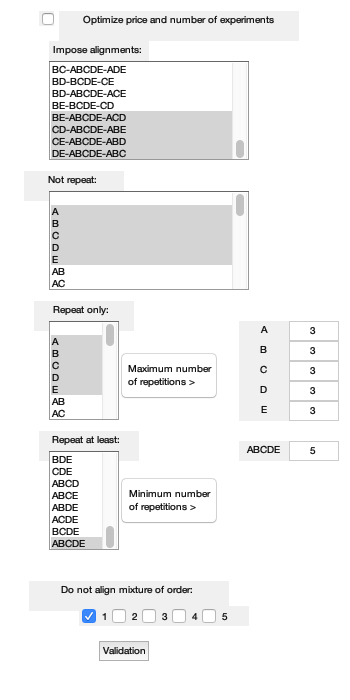 Optimize price and number of experiments
Impose alignments:
BC-ABCDE-ADE
BD-BCDE-CE
BD-ABCDE-ACE
BE-BCDE-CD
BE-ABCDE-ACD
CD-ABCDE-ABE
CE-ABCDE-ABD
DE-ABCDE-ABC
Not repeat:
A
B
C
D
E
AB
AC
Repeat only:
A
B
C
D
E
AB
AC
Maximum number
of repetitions >
A 3
B 3
C 3
D 3
E 3
Repeat at least:
BDE
CDE
ABCD
ABCE
ABDE
ACDE
BCDE
ABCDE
Minimum number
of repetitions >
ABCDE 5
Do not align mixture of order:
1 2 3 4 5
Validation